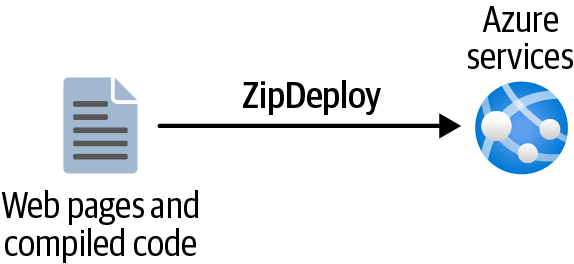 Azure
services
ZipDeploy
Web pages and
compiled code